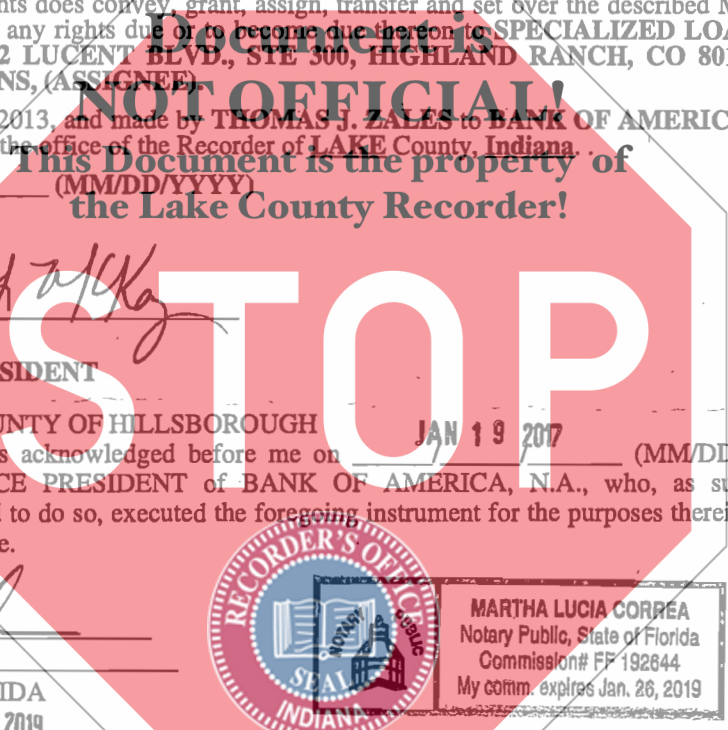 nts does convey, grant, assign, transfer and set over the described
any rights due or to become due thereon to SPECIALIZED LOA
2 LUCENT BLVD., STE 300, HIGHLAND RANCH, CO 801
NS, (ASSIGNEE).
Document is
NOT OFFICIAL!
2013, and made by THOMAS J. ZALES to BANK OF AMERIC
the office of the Recorder of LAKE County, Indiana.
This Document is the property of
(MM/DD/YYYY)
the Lake County Recorder!
McKay
STOP
SIDENT
UNTY OF HILLSBOROUGH
s acknowledged before me on JAN 19 2017 (MM/DD
CE PRESIDENT of BANK OF AMERICA, N.A., who, as su
d to do so, executed the foregoing instrument for the purposes therei
e.
RECORDER'S OFFICE
SEAL
INDIANA
NOTARY PUBLIC
MARTHA LUCIA CORREA
Notary Public, State of Florida
Commission# FF 192644
My comm. expires Jan. 26, 2019
IDA
2019